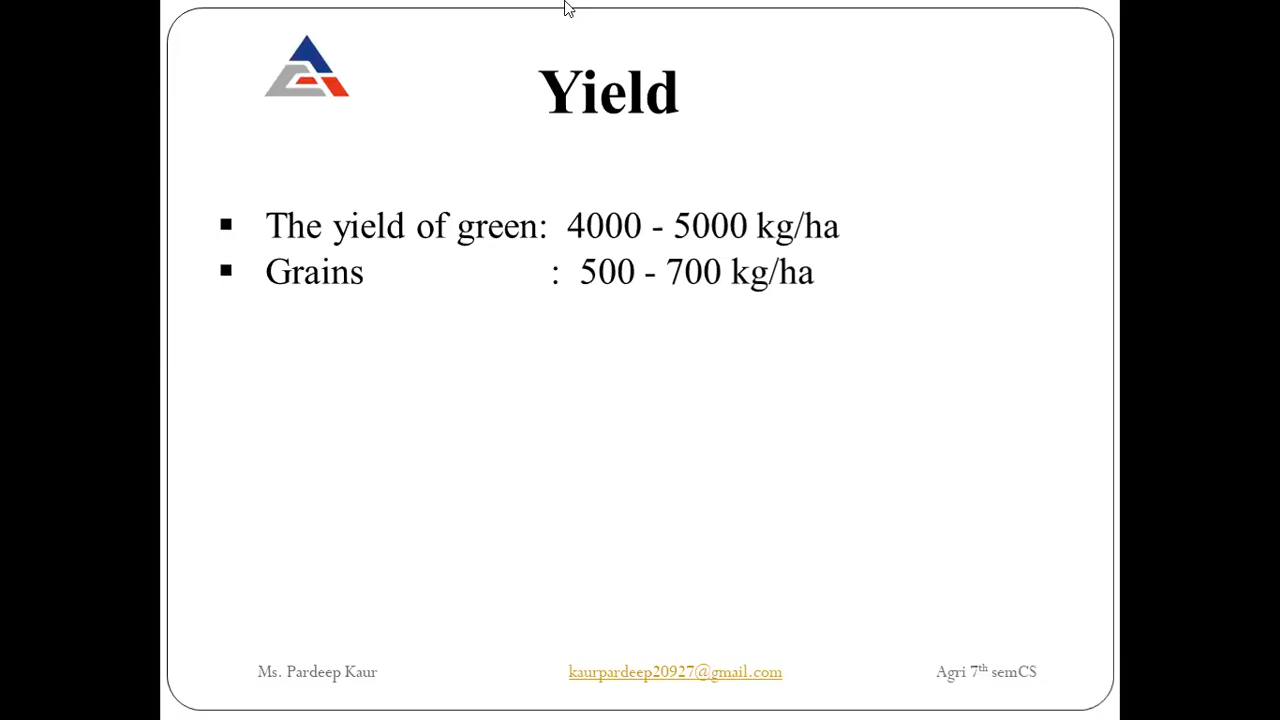 Yield
▪ The yield of green: 4000 - 5000 kg/ha
▪ Grains : 500 - 700 kg/ha
Ms. Pardeep Kaur kaurpardeep20927@gmail.com Agri 7th semCS